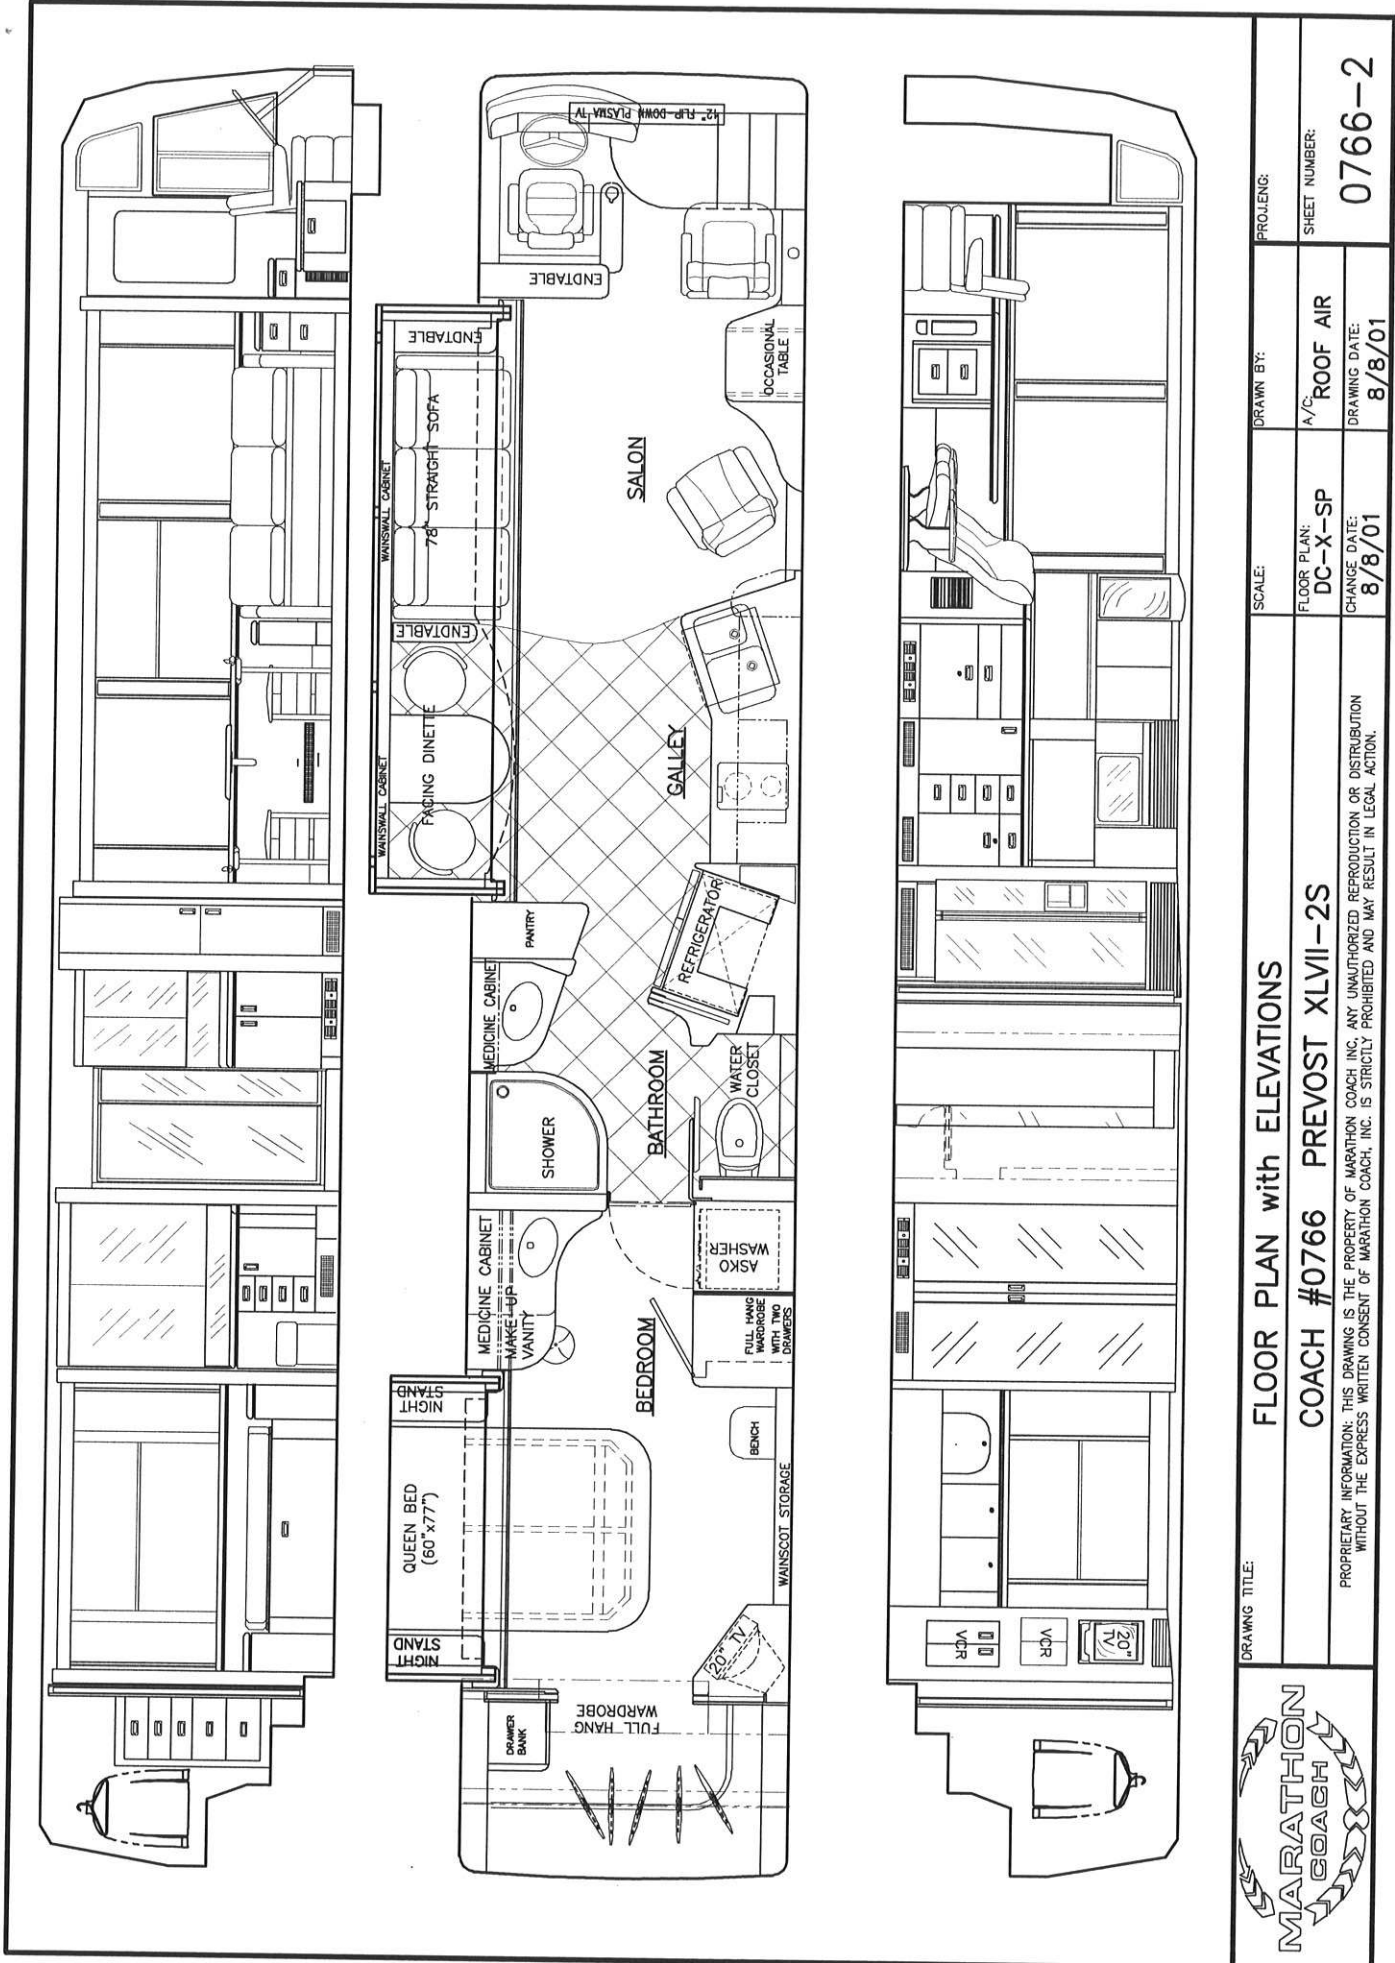 42" FLIP-DOWN PLASMA TV
ENDTABLE
ENDTABLE
OCCASIONAL
TABLE
WAINSWALL CABINET
78" STRAIGHT SOFA
SALON
ENDTABLE
WAINSWALL CABINET
FACING DINETTE
GALLEY
REFRIGERATOR
PANTRY
MEDICINE CABINET
WATER
CLOSET
BATHROOM
SHOWER
MEDICINE CABINET
MAKE-UP
VANITY
ASKO
WASHER
FULL HANG
WARDROBE
WITH TWO
DRAWERS
BEDROOM
NIGHT
STAND
BENCH
QUEEN BED
(60"x77")
WAINSCOT STORAGE
NIGHT
STAND
20" TV
FULL HANG
WARDROBE
DRAWER
BANK
VCR
VCR
20"
TV
MARATHON
COACH
DRAWING TITLE:
FLOOR PLAN with ELEVATIONS
COACH #0766 PREVOST XLVII-2S
PROPRIETARY INFORMATION: THIS DRAWING IS THE PROPERTY OF MARATHON COACH INC, ANY UNAUTHORIZED REPRODUCTION OR DISTRUBUTION
WITHOUT THE EXPRESS WRITTEN CONSENT OF MARATHON COACH, INC. IS STRICTLY PROHIBITED AND MAY RESULT IN LEGAL ACTION.
SCALE:
DRAWN BY:
PROJ.ENG:
FLOOR PLAN:
DC-X-SP
A/C:
ROOF AIR
SHEET NUMBER:
0766-2
CHANGE DATE:
8/8/01
DRAWING DATE:
8/8/01